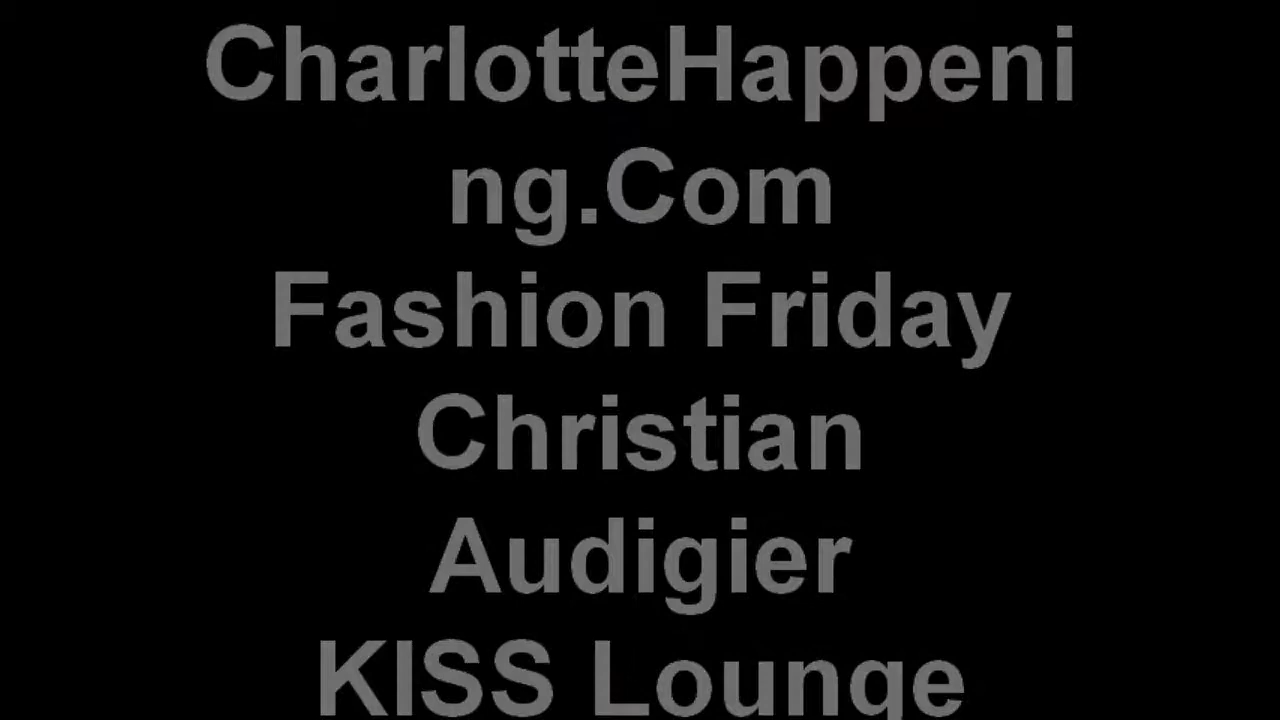 CharlotteHappeni
ng.Com
Fashion Friday
Christian
Audigier
KISS Lounge